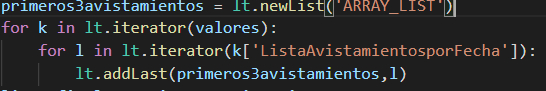 primeros3avistamientos = lt.newList('ARRAY_LIST')
for k in lt.iterator(valores):
    for l in lt.iterator(k['ListaAvistamientosporFecha']):
        lt.addLast(primeros3avistamientos,l)